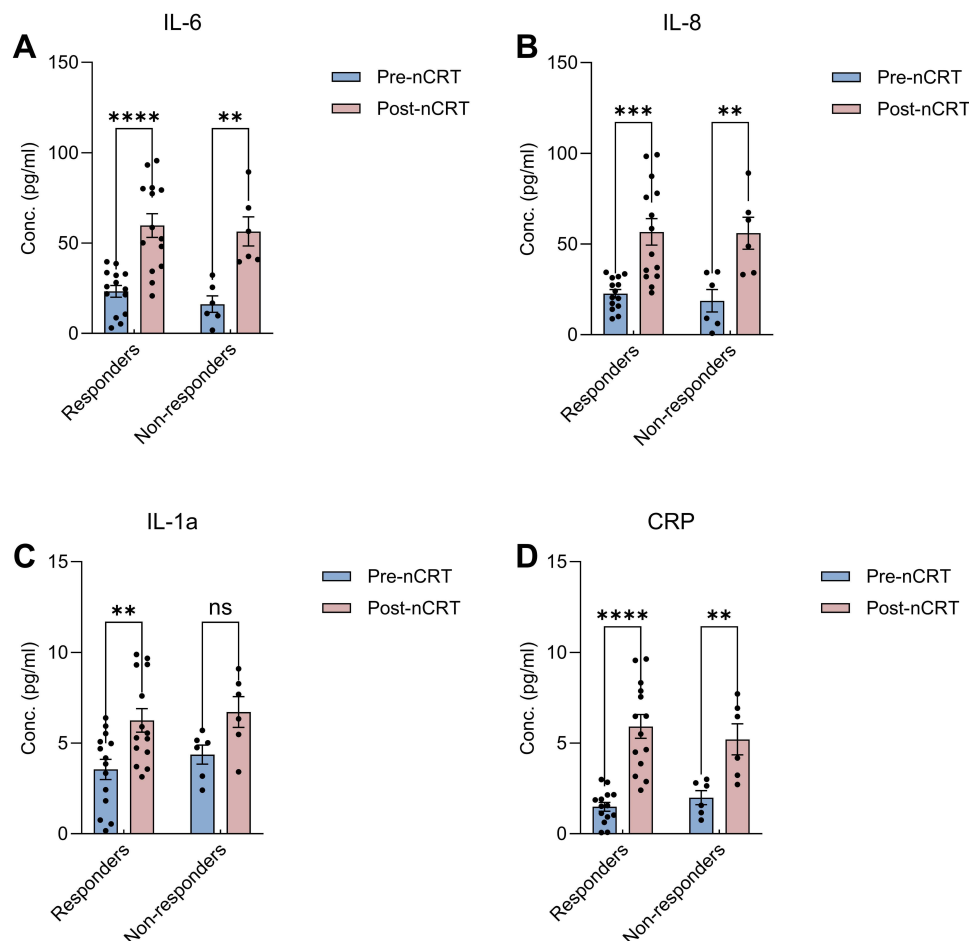 A
IL-6
Conc. (pg/ml)
150
100
50
0
****
**
Responders
Non-responders
Pre-nCRT
Post-nCRT
B
IL-8
Conc. (pg/ml)
150
100
50
0
***
**
Responders
Non-responders
Pre-nCRT
Post-nCRT
C
IL-1a
Conc. (pg/ml)
15
10
5
0
**
ns
Responders
Non-responders
Pre-nCRT
Post-nCRT
D
CRP
Conc. (pg/ml)
15
10
5
0
****
**
Responders
Non-responders
Pre-nCRT
Post-nCRT